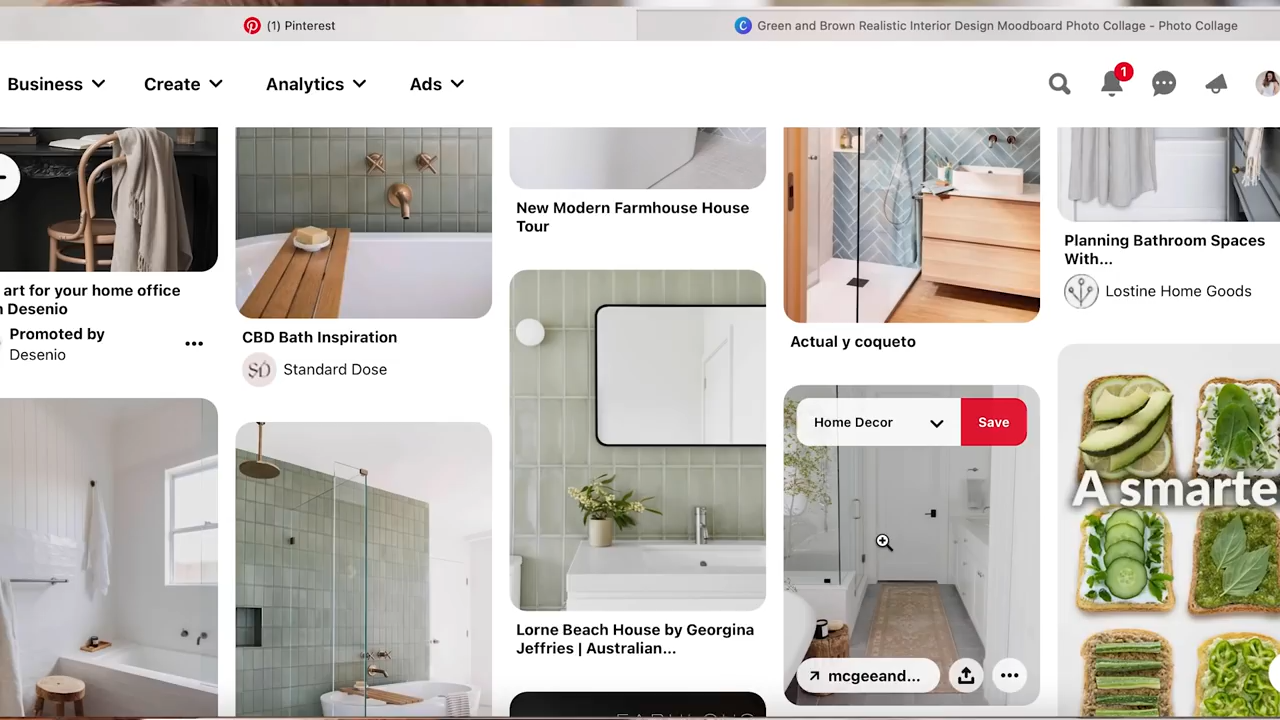 (1) Pinterest
Green and Brown Realistic Interior Design Moodboard Photo Collage - Photo Collage
Business
Create
Analytics
Ads
1
art for your home office
Desenio
Promoted by
Desenio
CBD Bath Inspiration
SD
Standard Dose
New Modern Farmhouse House
Tour
Lorne Beach House by Georgina
Jeffries | Australian...
Actual y coqueto
Home Decor
Save
mcgeeand...
Planning Bathroom Spaces
With...
Lostine Home Goods
A smarte